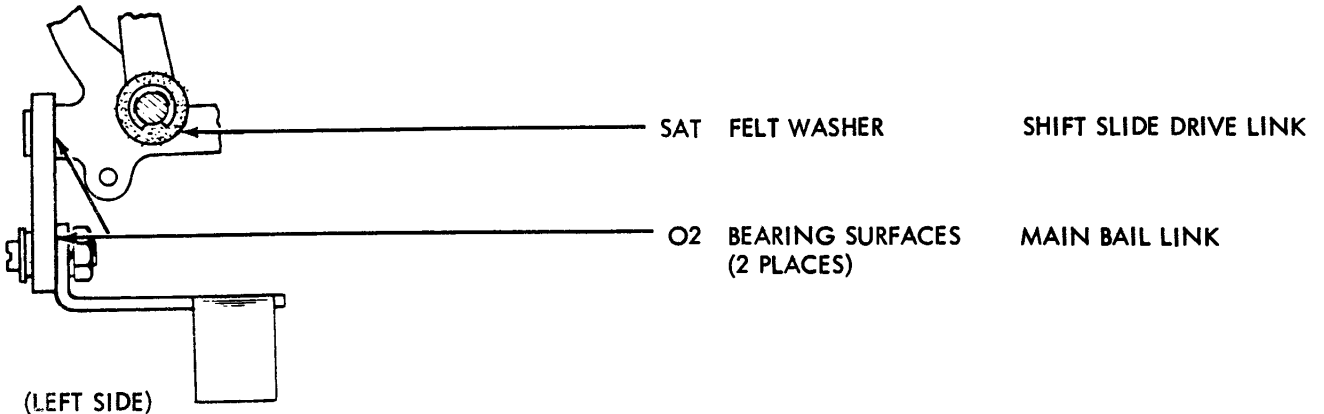 SAT FELT WASHER SHIFT SLIDE DRIVE LINK
O2 BEARING SURFACES MAIN BAIL LINK
(2 PLACES)
(LEFT SIDE)